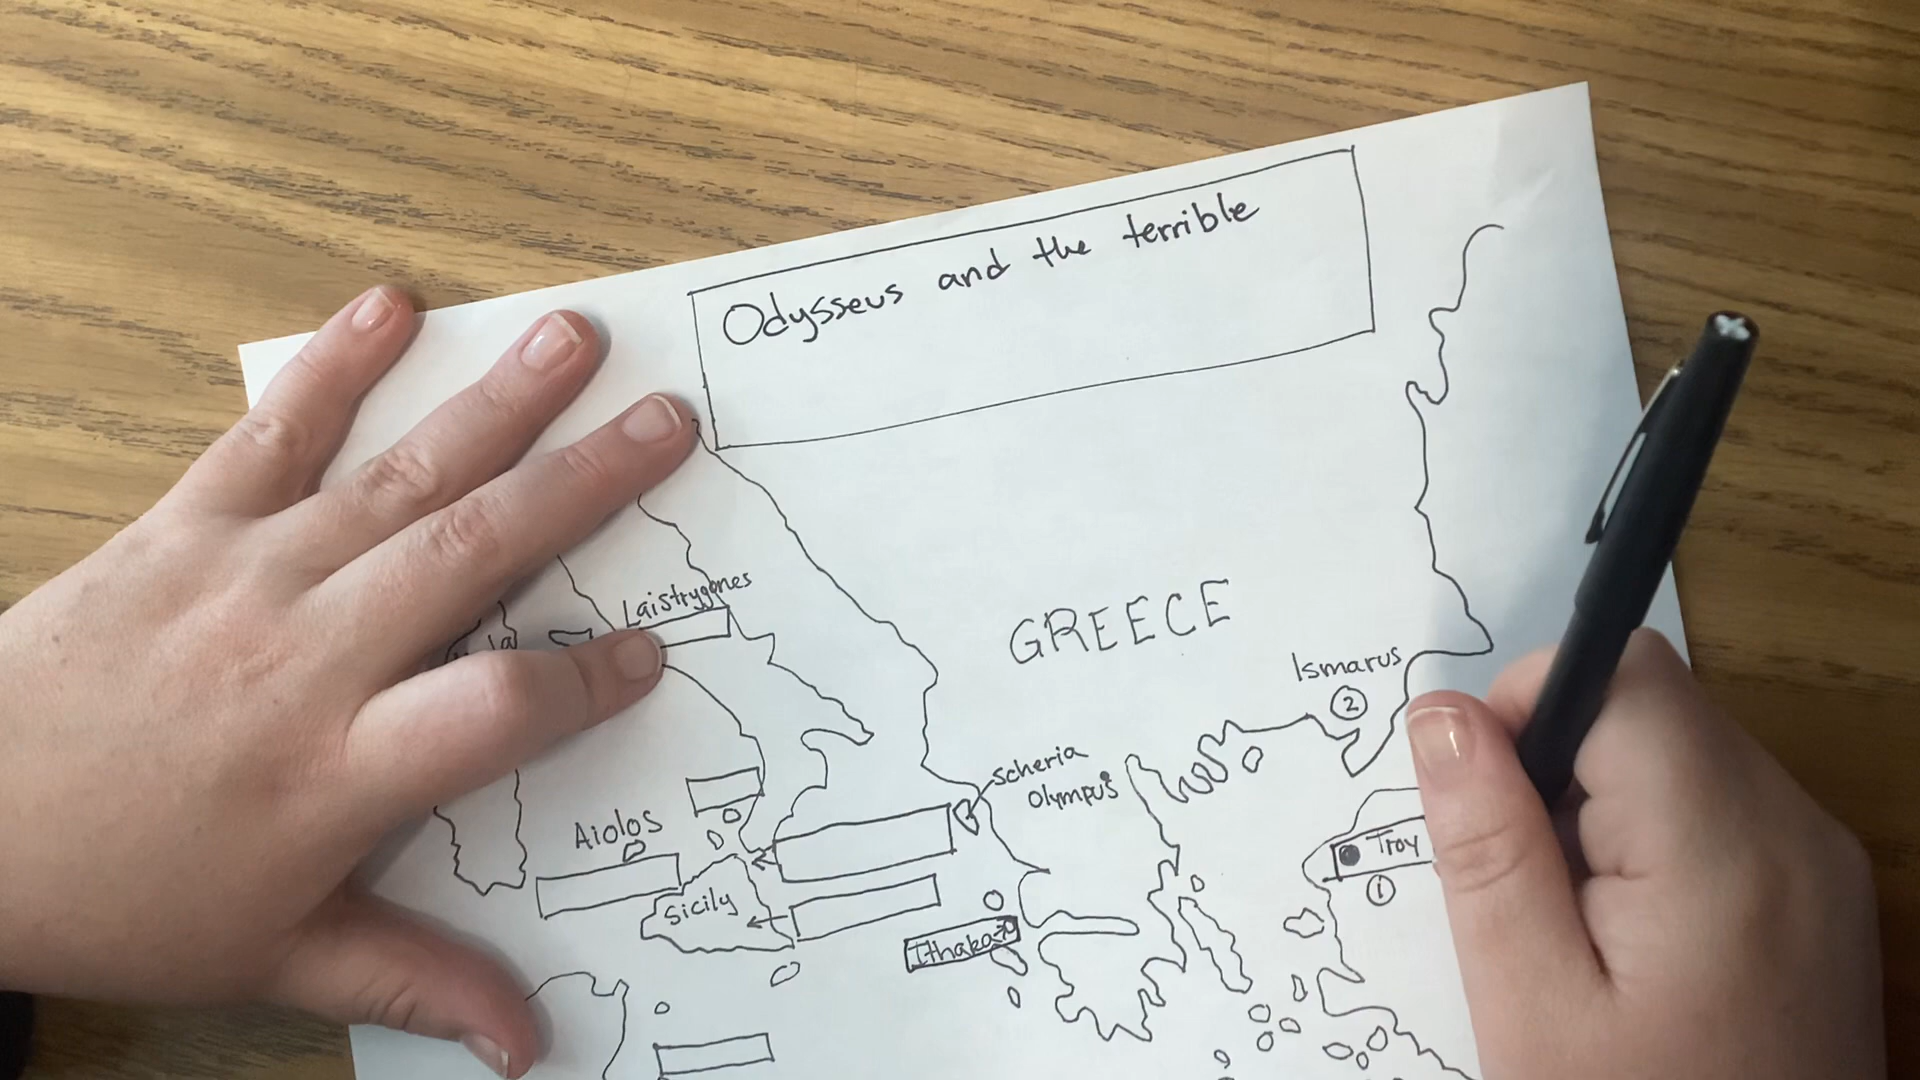 Odysseus and the terrible
Laistrygones
GREECE
Ismarus
2
Scheria
Olympus
Aiolos
Troy
1
Sicily
Ithaka